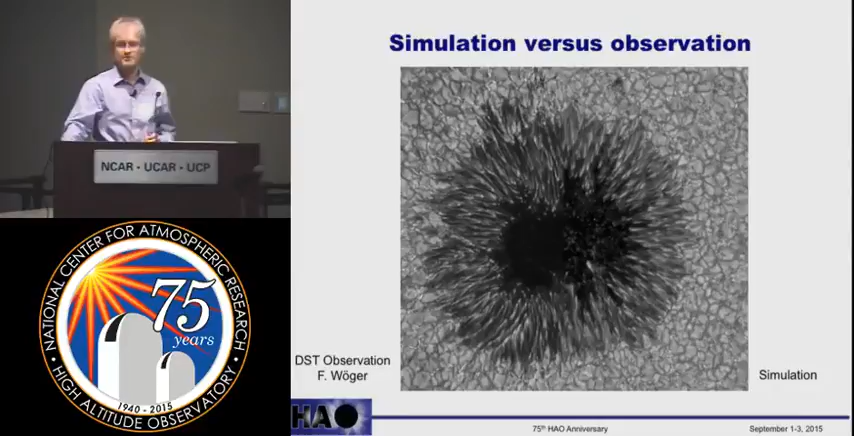 Simulation versus observation
NCAR - UCAR - UCP
NATIONAL CENTER FOR ATMOSPHERIC RESEARCH
75
years
1940 - 2015
HIGH ALTITUDE OBSERVATORY
DST Observation
F. Wöger
Simulation
HAO
75th HAO Anniversary
September 1-3, 2015